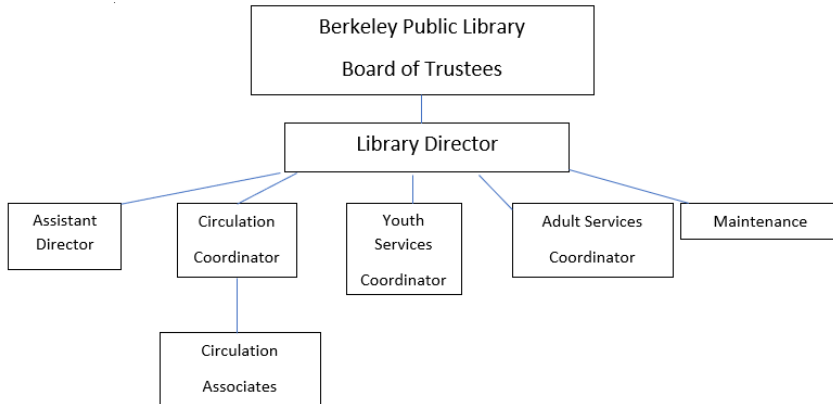 Berkeley Public Library
Board of Trustees
Library Director
Assistant
Director
Circulation
Coordinator
Youth
Services
Coordinator
Adult Services
Coordinator
Maintenance
Circulation
Associates